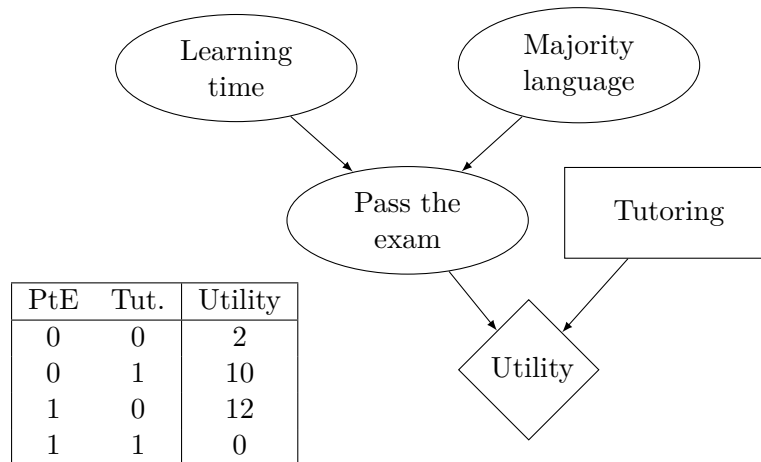 Learning
time
Majority
language
Pass the
exam
Tutoring
Utility
PtE Tut. Utility
0 0 2
0 1 10
1 0 12
1 1 0